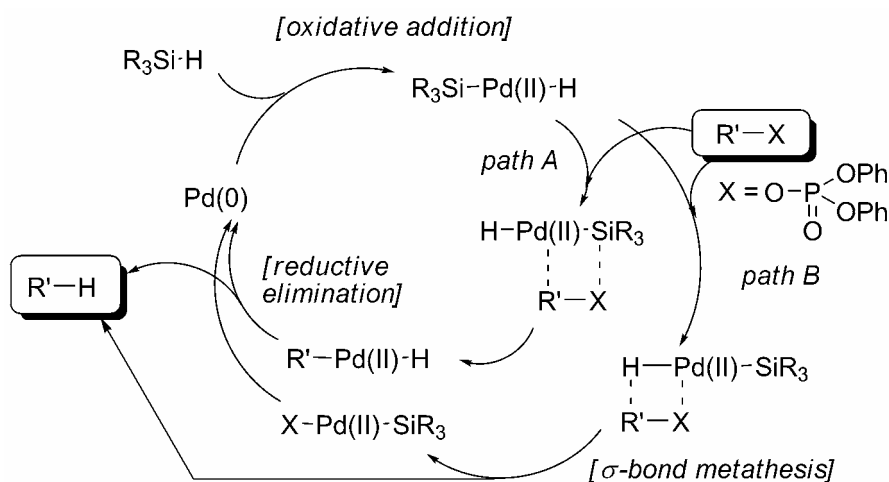 [oxidative addition]
R3Si-H
R3Si-Pd(II)-H
R'-X
path A
X = O-P OPh
OPh
O
Pd(0)
H-Pd(II)-SiR3
path B
[reductive
elimination]
R'-H
R'-X
R'-Pd(II)-H
H-Pd(II)-SiR3
X-Pd(II)-SiR3
R'-X
[σ-bond metathesis]